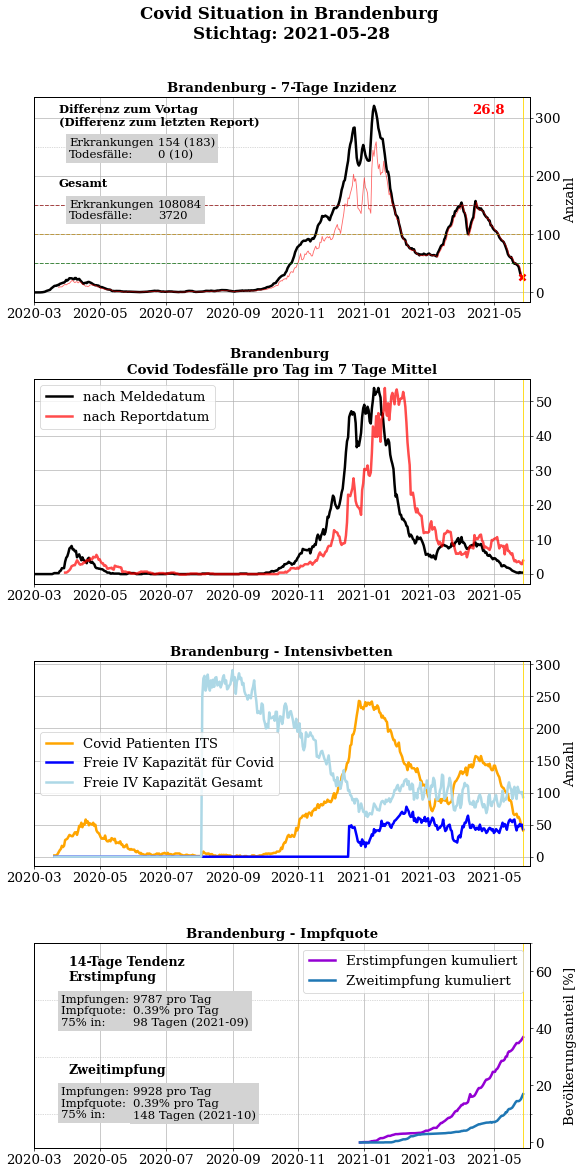 Covid Situation in Brandenburg
Stichtag: 2021-05-28
Brandenburg - 7-Tage Inzidenz
Differenz zum Vortag
(Differenz zum letzten Report)
26.8
Erkrankungen 154 (183)
Todesfälle: 0 (10)
Gesamt
Erkrankungen 108084
Todesfälle: 3720
300
200
100
0
Anzahl
2020-03 2020-05 2020-07 2020-09 2020-11 2021-01 2021-03 2021-05
Brandenburg
Covid Todesfälle pro Tag im 7 Tage Mittel
nach Meldedatum
nach Reportdatum
50
40
30
20
10
0
2020-03 2020-05 2020-07 2020-09 2020-11 2021-01 2021-03 2021-05
Brandenburg - Intensivbetten
Covid Patienten ITS
Freie IV Kapazität für Covid
Freie IV Kapazität Gesamt
300
250
200
150
100
50
0
Anzahl
2020-03 2020-05 2020-07 2020-09 2020-11 2021-01 2021-03 2021-05
Brandenburg - Impfquote
14-Tage Tendenz
Erstimpfung
Impfungen: 9787 pro Tag
Impfquote: 0.39% pro Tag
75% in: 98 Tagen (2021-09)
Zweitimpfung
Impfungen: 9928 pro Tag
Impfquote: 0.39% pro Tag
75% in: 148 Tagen (2021-10)
Erstimpfungen kumuliert
Zweitimpfung kumuliert
60
40
20
0
Bevölkerungsanteil [%]
2020-03 2020-05 2020-07 2020-09 2020-11 2021-01 2021-03 2021-05